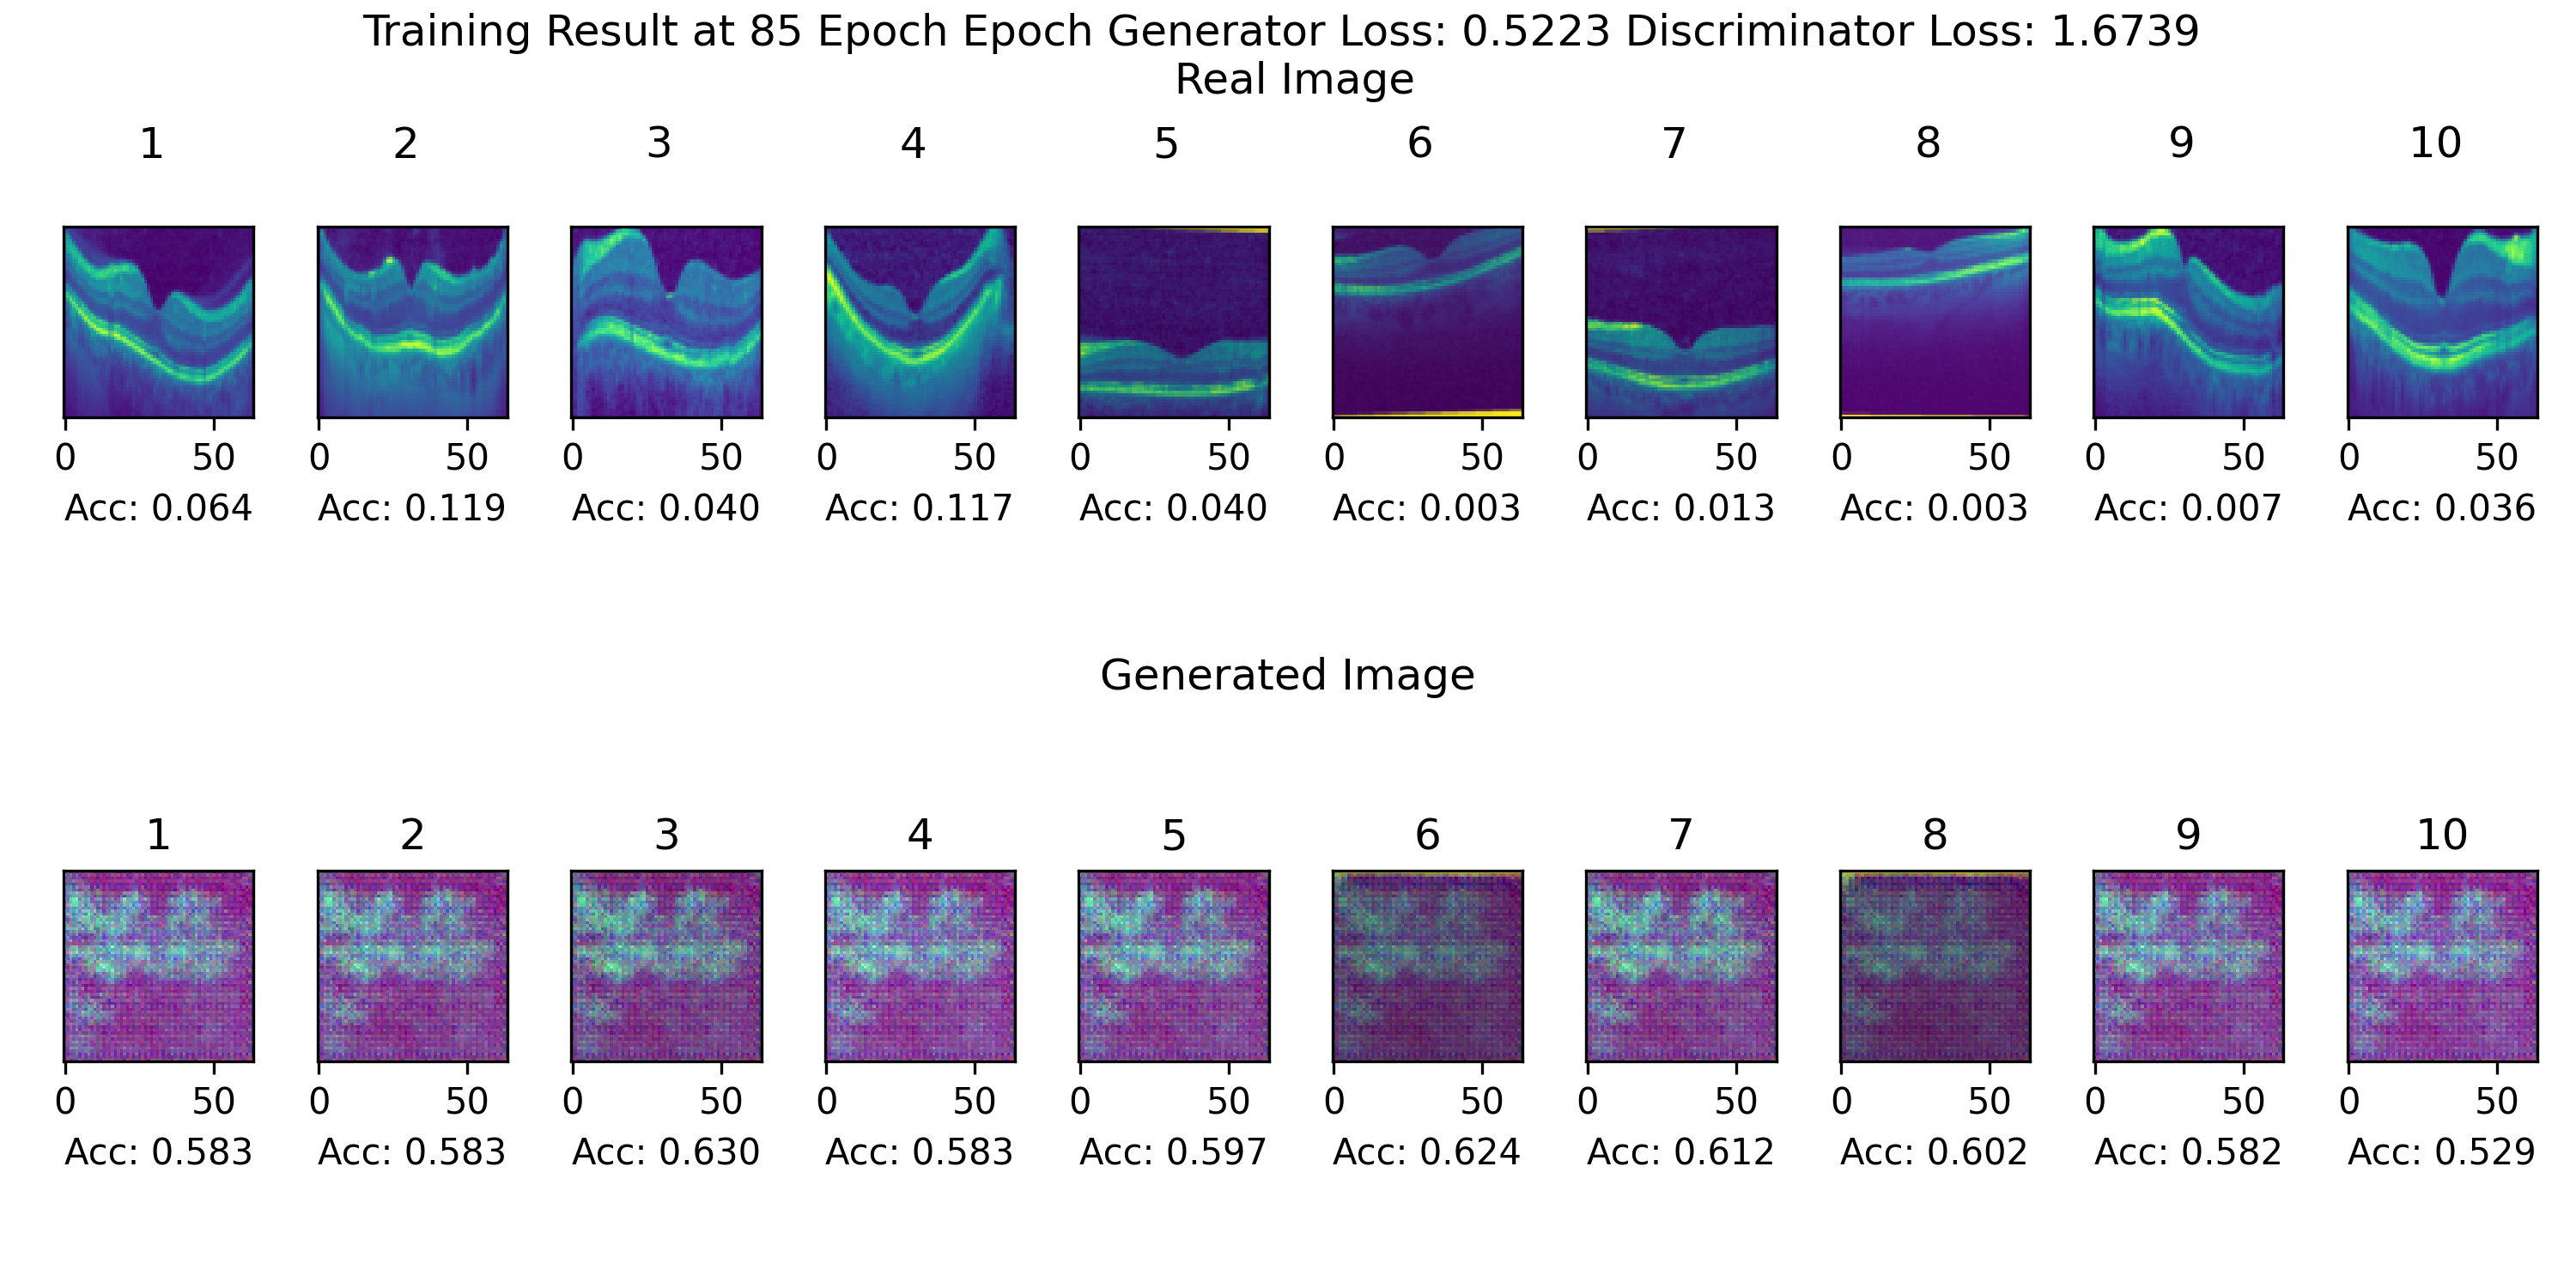 Training Result at 85 Epoch Epoch Generator Loss: 0.5223 Discriminator Loss: 1.6739
Real Image
1 2 3 4 5 6 7 8 9 10
0 50 0 50 0 50 0 50 0 50 0 50 0 50 0 50 0 50 0 50
Acc: 0.064 Acc: 0.119 Acc: 0.040 Acc: 0.117 Acc: 0.040 Acc: 0.003 Acc: 0.013 Acc: 0.003 Acc: 0.007 Acc: 0.036
Generated Image
1 2 3 4 5 6 7 8 9 10
0 50 0 50 0 50 0 50 0 50 0 50 0 50 0 50 0 50 0 50
Acc: 0.583 Acc: 0.583 Acc: 0.630 Acc: 0.583 Acc: 0.597 Acc: 0.624 Acc: 0.612 Acc: 0.602 Acc: 0.582 Acc: 0.529